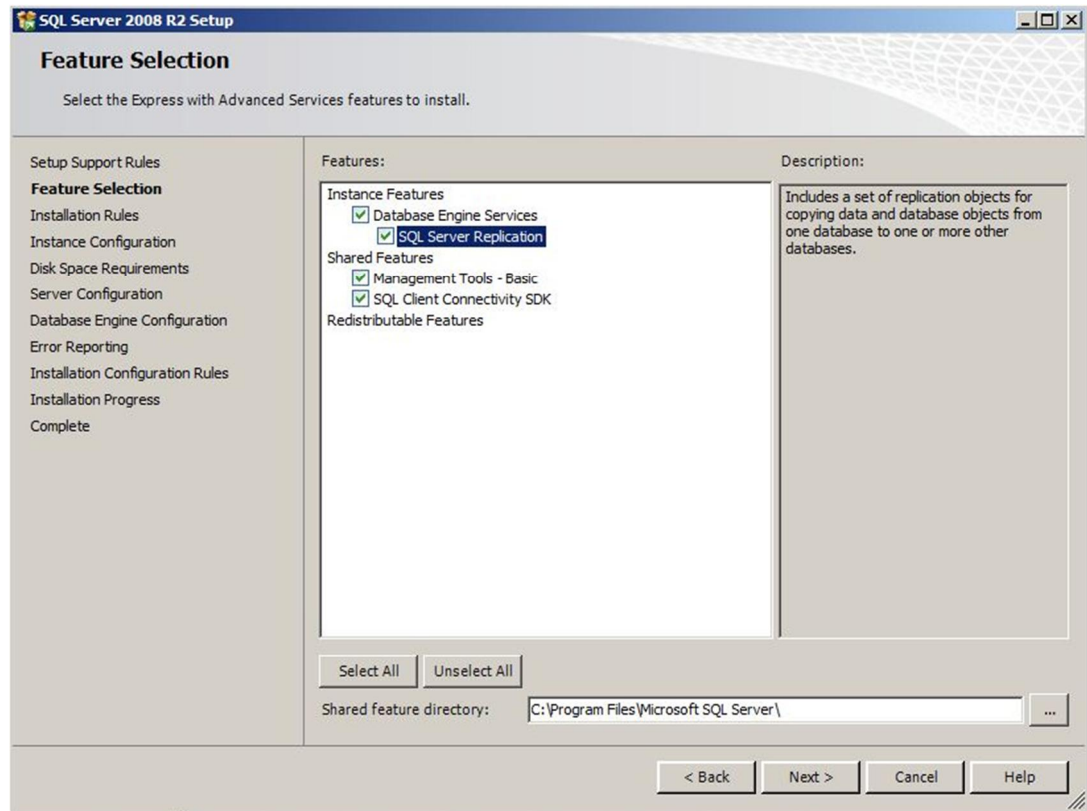 SQL Server 2008 R2 Setup
Feature Selection
Select the Express with Advanced Services features to install.
Setup Support Rules
Feature Selection
Installation Rules
Instance Configuration
Disk Space Requirements
Server Configuration
Database Engine Configuration
Error Reporting
Installation Configuration Rules
Installation Progress
Complete
Features:
Instance Features
Database Engine Services
SQL Server Replication
Shared Features
Management Tools - Basic
SQL Client Connectivity SDK
Redistributable Features
Description:
Includes a set of replication objects for
copying data and database objects from
one database to one or more other
databases.
Select All
Unselect All
Shared feature directory:
C:\Program Files\Microsoft SQL Server\
...
< Back
Next >
Cancel
Help